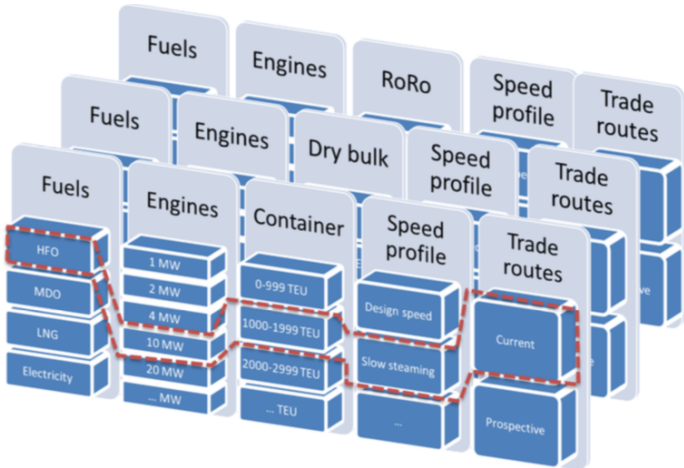 Fuels
Engines
RoRo
Speed
profile
Trade
routes
Fuels
Engines
Dry bulk
Speed
profile
Trade
routes
Fuels
HFO
MDO
LNG
Electricity
Engines
1 MW
2 MW
4 MW
10 MW
20 MW
... MW
Container
0-999 TEU
1000-1999 TEU
2000-2999 TEU
... TEU
Speed
profile
Design speed
Slow steaming
...
Trade
routes
Current
Prospective